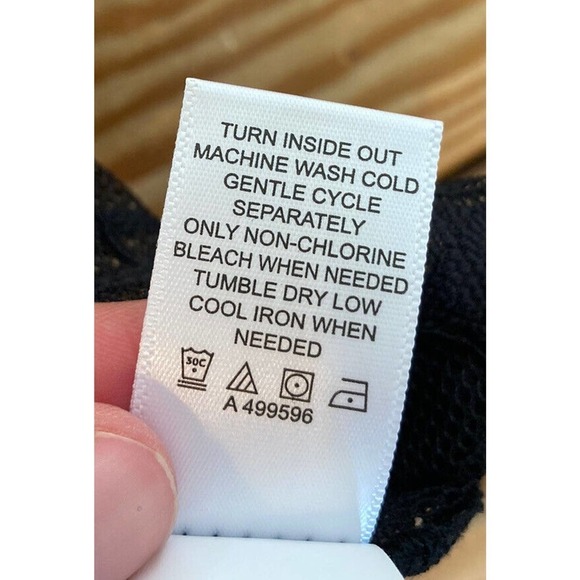 TURN INSIDE OUT
MACHINE WASH COLD
GENTLE CYCLE
SEPARATELY
ONLY NON-CHLORINE
BLEACH WHEN NEEDED
TUMBLE DRY LOW
COOL IRON WHEN
NEEDED
30C
A 499596